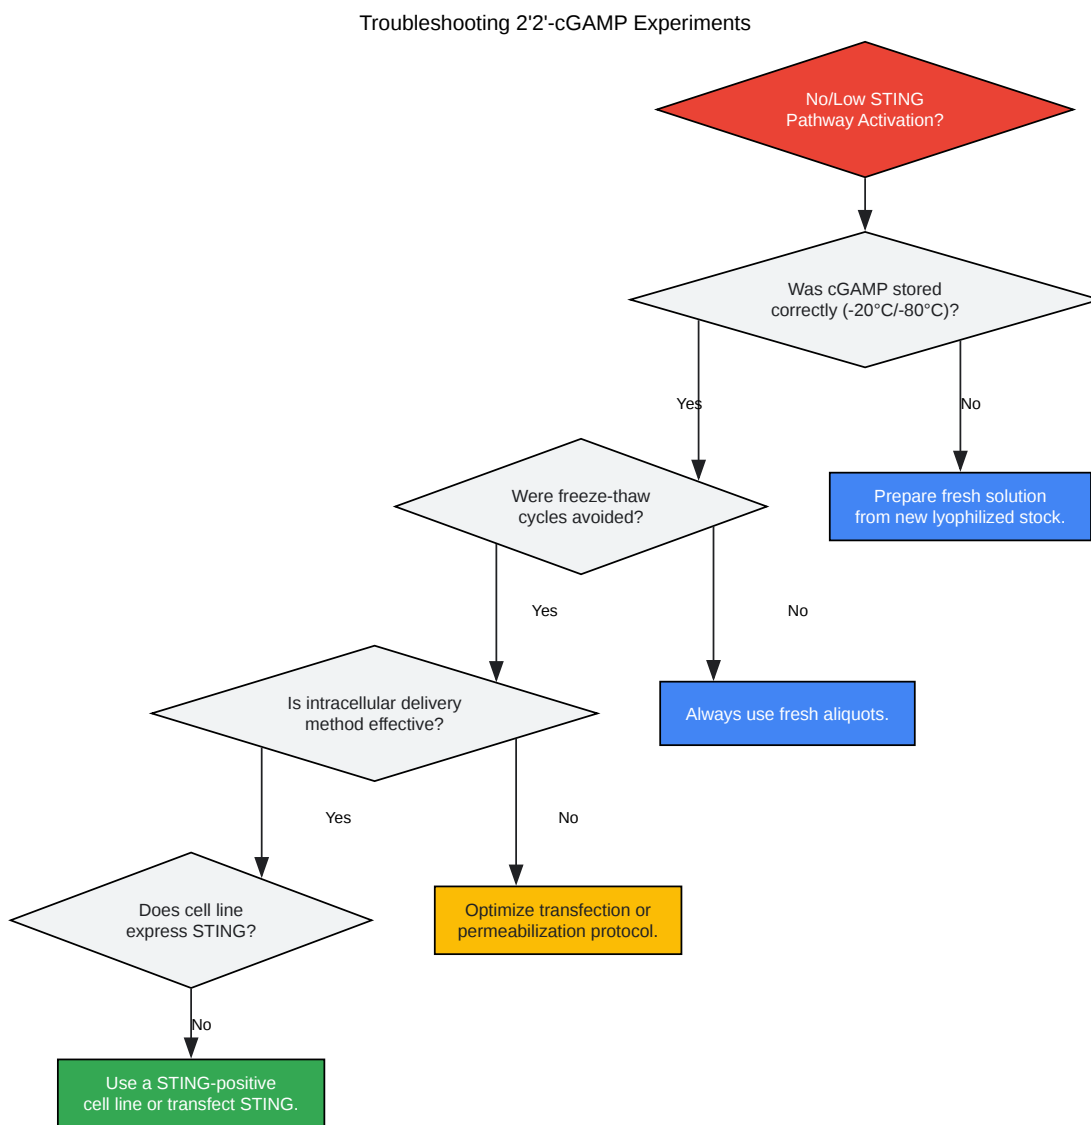 Troubleshooting 2'2'-cGAMP Experiments
No/Low STING
Pathway Activation?
Was cGAMP stored
correctly (-20°C/-80°C)?
Yes
No
Were freeze-thaw
cycles avoided?
Prepare fresh solution
from new lyophilized stock.
Yes
No
Is intracellular delivery
method effective?
Always use fresh aliquots.
Yes
No
Does cell line
express STING?
Optimize transfection or
permeabilization protocol.
No
Use a STING-positive
cell line or transfect STING.